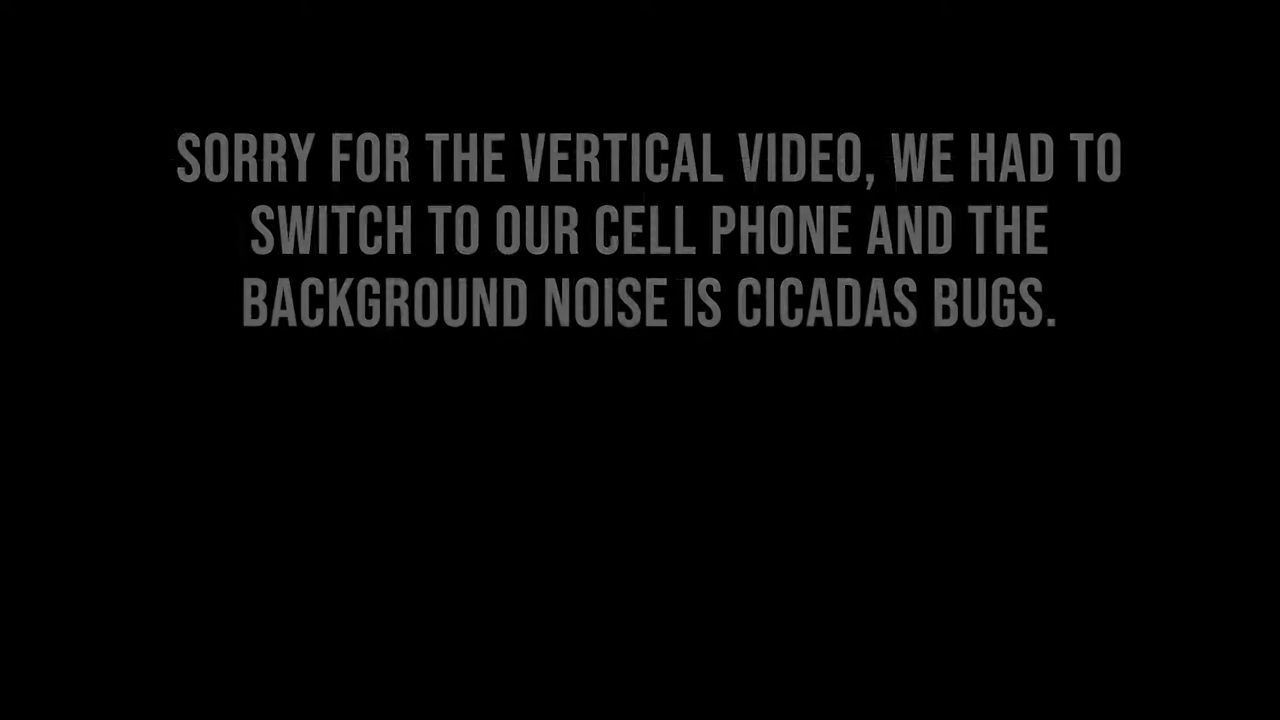 SORRY FOR THE VERTICAL VIDEO, WE HAD TO
SWITCH TO OUR CELL PHONE AND THE
BACKGROUND NOISE IS CICADAS BUGS.